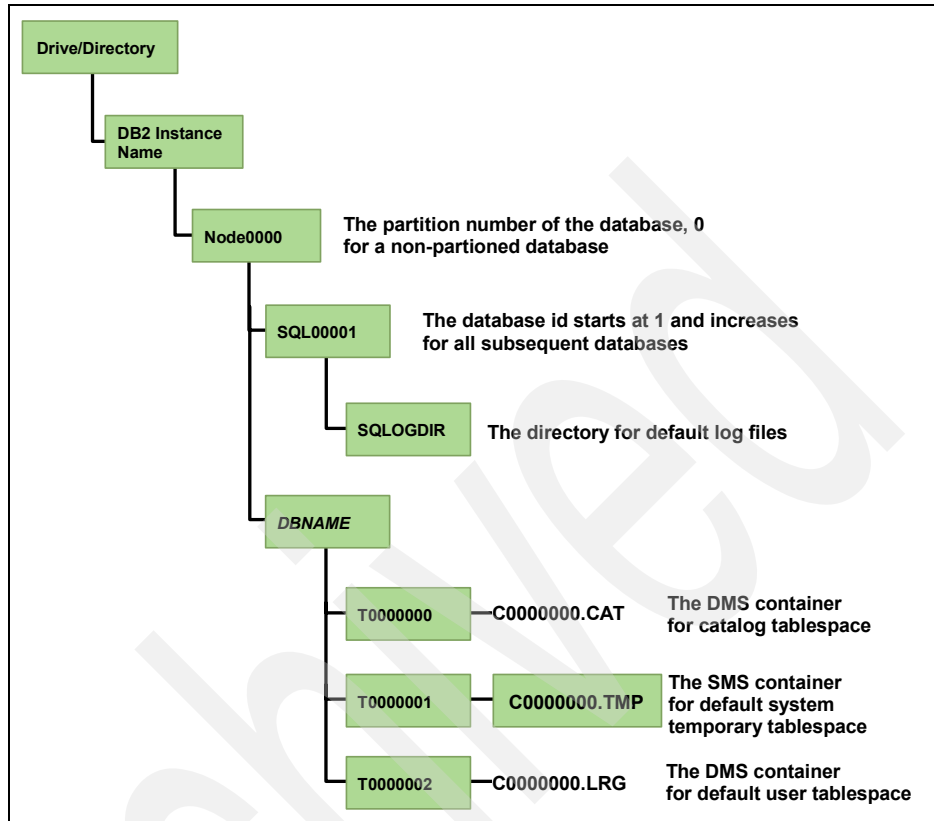 Drive/Directory
DB2 Instance
Name
Node0000
The partition number of the database, 0
for a non-partioned database
SQL00001
The database id starts at 1 and increases
for all subsequent databases
SQLOGDIR
The directory for default log files
DBNAME
T0000000
C0000000.CAT
The DMS container
for catalog tablespace
T0000001
C0000000.TMP
The SMS container
for default system
temporary tablespace
T0000002
C0000000.LRG
The DMS container
for default user tablespace
hived